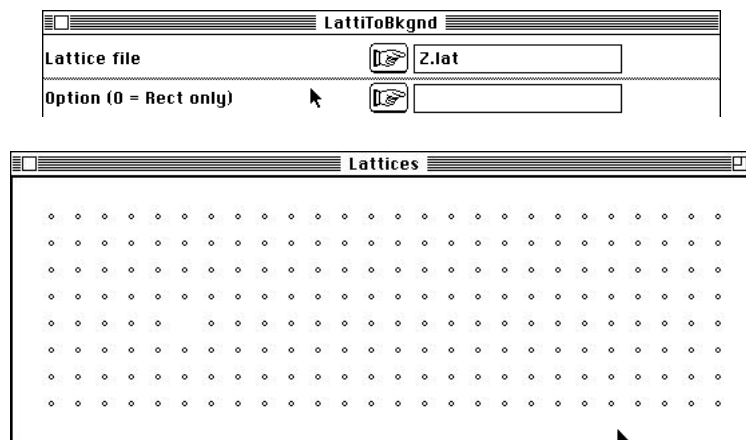 LattiToBkgnd
Lattice file Z.lat
Option (0 = Rect only)
Lattices